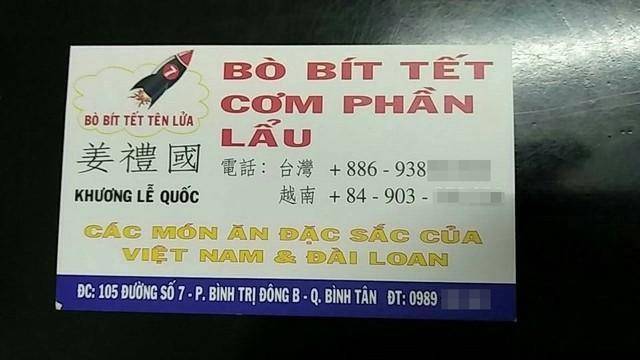 7
BÒ BÍT TẾT TÊN LỬA
姜禮國
KHƯƠNG LỄ QUỐC
BÒ BÍT TẾT
CƠM PHẦN
LẨU
電話: 台灣 +886 - 938
越南 +84 - 903 -
CÁC MÓN ĂN ĐẶC SẮC CỦA
VIỆT NAM & ĐÀI LOAN
ĐC: 105 ĐƯỜNG SỐ 7 - P. BÌNH TRỊ ĐÔNG B - Q. BÌNH TÂN ĐT: 0989